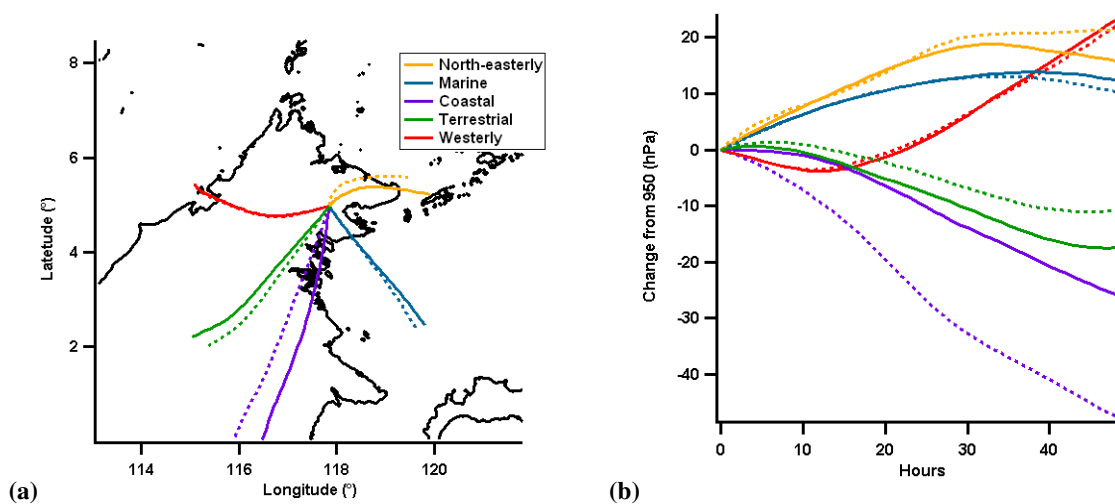 8
6
4
2
Latetude (°)
114
116
118
120
Longitude (°)
North-easterly
Marine
Coastal
Terrestrial
Westerly
(a)
20
10
0
-10
-20
-30
-40
Change from 950 (hPa)
0
10
20
30
40
Hours
(b)